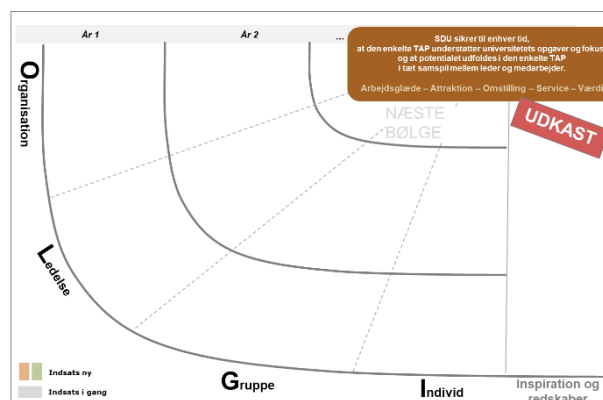 År 1
År 2
...
SDU sikrer til enhver tid,
at den enkelte TAP understøtter universitetets opgaver og fokus
og at potentialet udfoldes i den enkelte TAP
i tæt samspil mellem leder og medarbejder.
Arbejdsglæde – Attraktion – Omstilling – Service – Værdi
Organisation
NÆSTE
BØLGE
UDKAST
Ledelse
Indsats ny
Indsats i gang
Gruppe
Individ
Inspiration og
redskaber